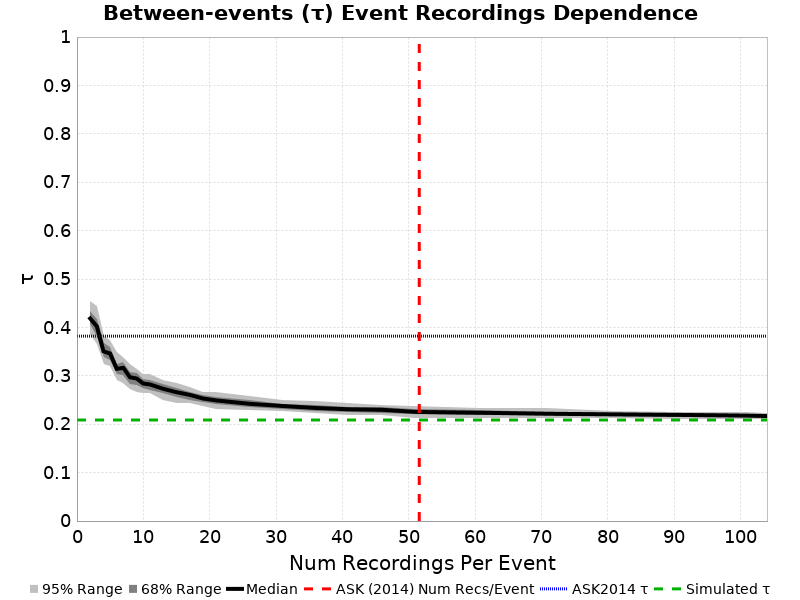 Between-events (τ) Event Recordings Dependence
1
0.9
0.8
0.7
0.6
0.5
0.4
0.3
0.2
0.1
0
τ
0 10 20 30 40 50 60 70 80 90 100
Num Recordings Per Event
95% Range 68% Range Median ASK (2014) Num Recs/Event ASK2014 τ Simulated τ